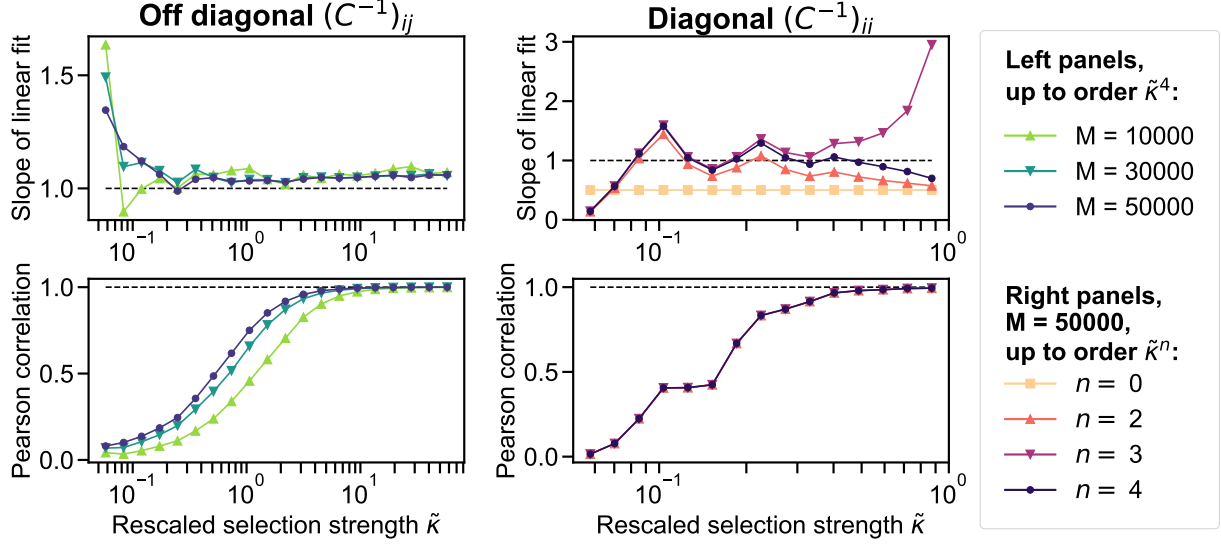 Off diagonal (C⁻¹)ij
Diagonal (C⁻¹)ii
Slope of linear fit
1.5
1.0
10⁻¹
10⁰
10¹
Slope of linear fit
3
2
1
0
10⁻¹
10⁰
Pearson correlation
1.0
0.5
0.0
10⁻¹
10⁰
10¹
Rescaled selection strength κ̃
Pearson correlation
1.0
0.5
0.0
10⁻¹
10⁰
Rescaled selection strength κ̃
Left panels,
up to order κ̃⁴:
M = 10000
M = 30000
M = 50000
Right panels,
M = 50000,
up to order κ̃ⁿ:
n = 0
n = 2
n = 3
n = 4